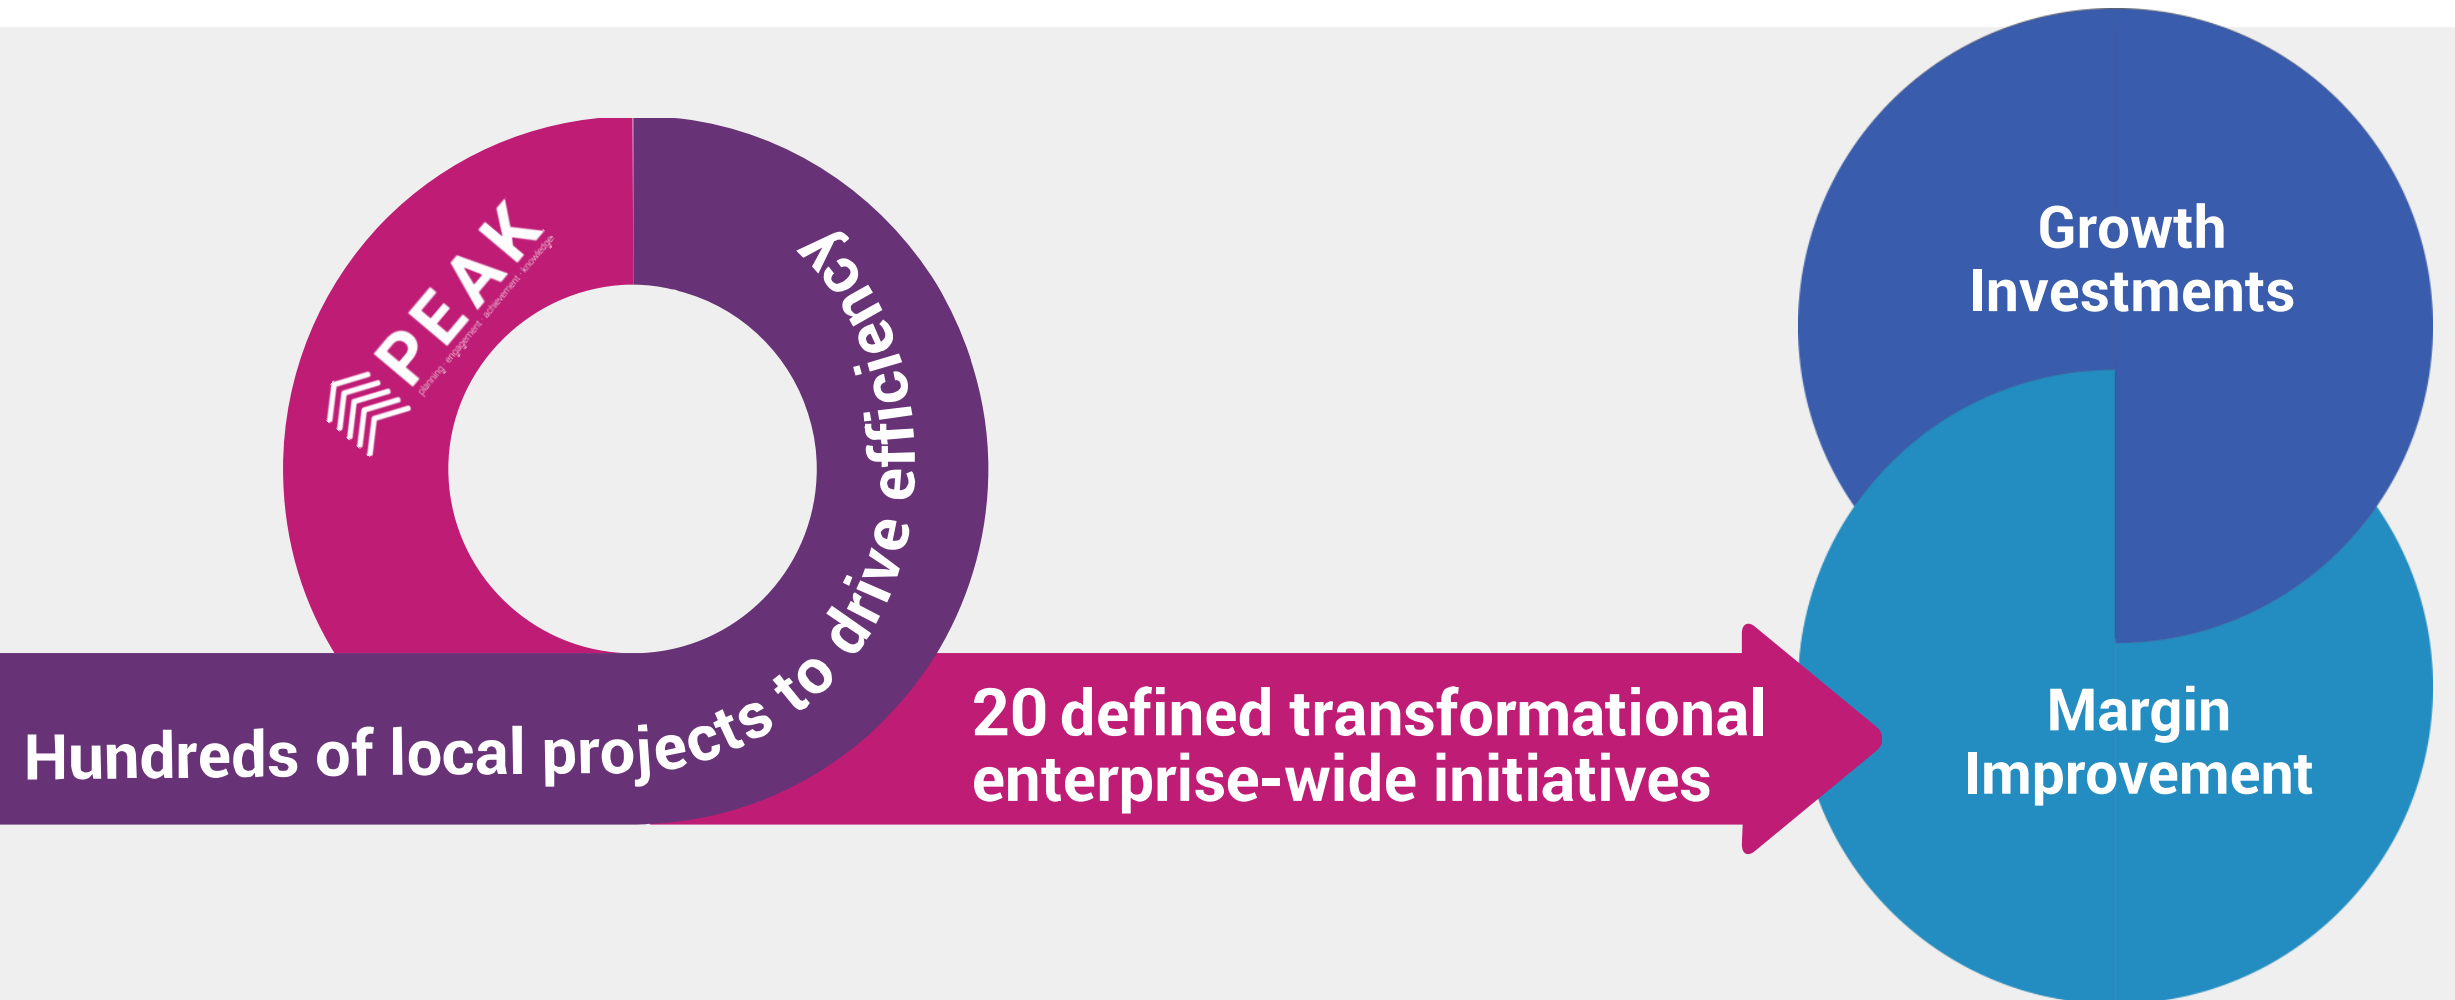 Hundreds of local projects to drive efficiency
PEAK
planning · engagement · achievement · knowledge
20 defined transformational
enterprise-wide initiatives
Growth
Investments
Margin
Improvement